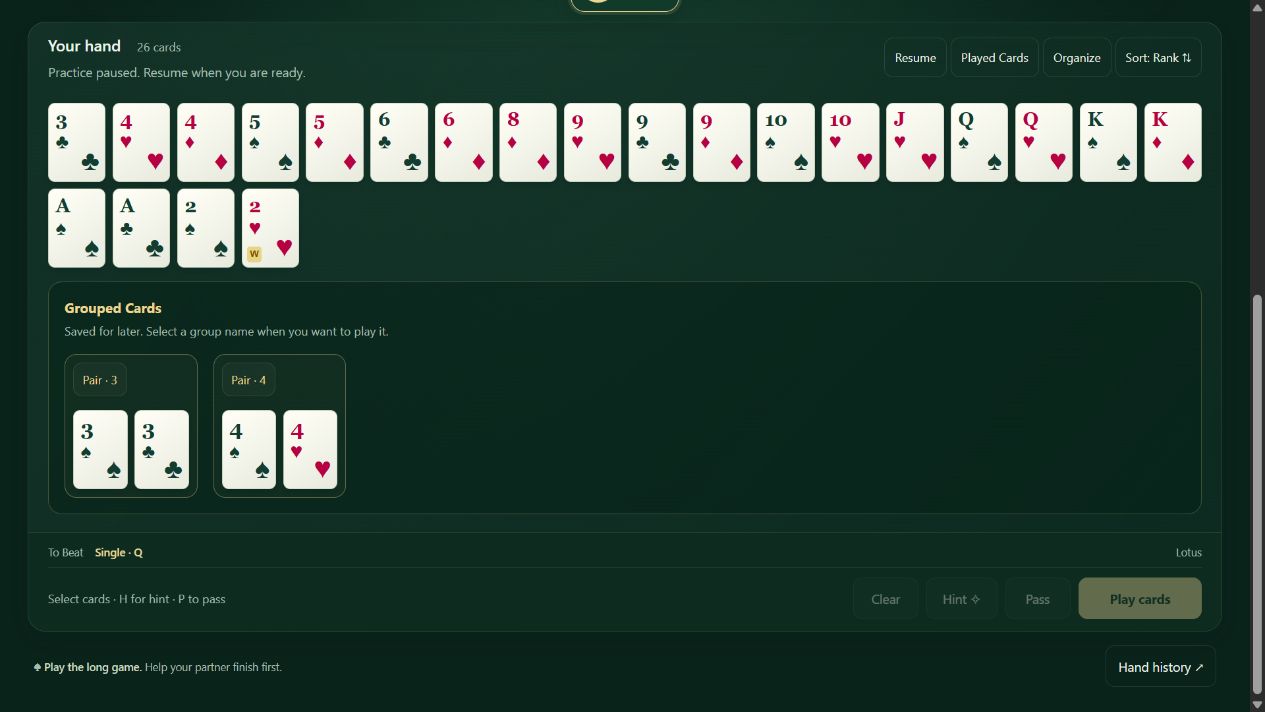 Your hand 26 cards
Practice paused. Resume when you are ready.
Resume Played Cards Organize Sort: Rank ⇅
3 4 4 5 5 6 6 8 9 9 9 10 10 J Q Q K K
A A 2 2
W
Grouped Cards
Saved for later. Select a group name when you want to play it.
Pair · 3 Pair · 4
3 3 4 4
To Beat Single · Q Lotus
Select cards · H for hint · P to pass Clear Hint ✧ Pass Play cards
♠ Play the long game. Help your partner finish first. Hand history ↗